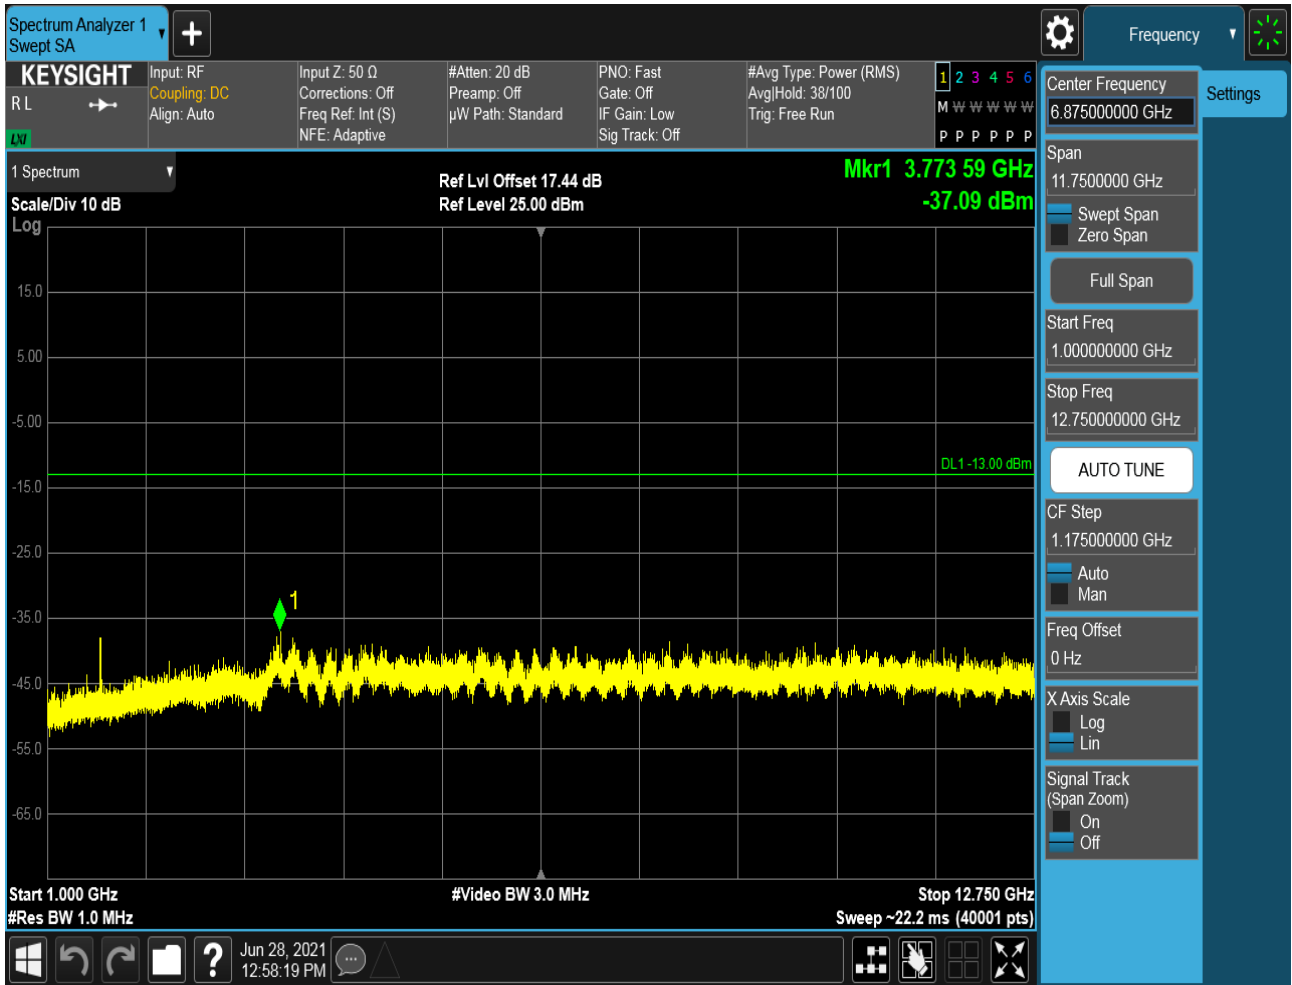 Spectrum Analyzer 1
Swept SA
Frequency
KEYSIGHT
R L
LXI
Input: RF
Coupling: DC
Align: Auto
Input Z: 50 Ω
Corrections: Off
Freq Ref: Int (S)
NFE: Adaptive
#Atten: 20 dB
Preamp: Off
µW Path: Standard
PNO: Fast
Gate: Off
IF Gain: Low
Sig Track: Off
#Avg Type: Power (RMS)
Avg|Hold: 38/100
Trig: Free Run
1 2 3 4 5 6
M W W W W W
P P P P P P
1 Spectrum
Scale/Div 10 dB
Log
Ref Lvl Offset 17.44 dB
Ref Level 25.00 dBm
Mkr1 3.773 59 GHz
-37.09 dBm
15.0
5.00
-5.00
DL1 -13.00 dBm
-15.0
-25.0
1
-35.0
-45.0
-55.0
-65.0
Start 1.000 GHz
#Res BW 1.0 MHz
#Video BW 3.0 MHz
Stop 12.750 GHz
Sweep ~22.2 ms (40001 pts)
Center Frequency
6.875000000 GHz
Settings
Span
11.7500000 GHz
Swept Span
Zero Span
Full Span
Start Freq
1.000000000 GHz
Stop Freq
12.750000000 GHz
AUTO TUNE
CF Step
1.175000000 GHz
Auto
Man
Freq Offset
0 Hz
X Axis Scale
Log
Lin
Signal Track
(Span Zoom)
On
Off
?
Jun 28, 2021
12:58:19 PM